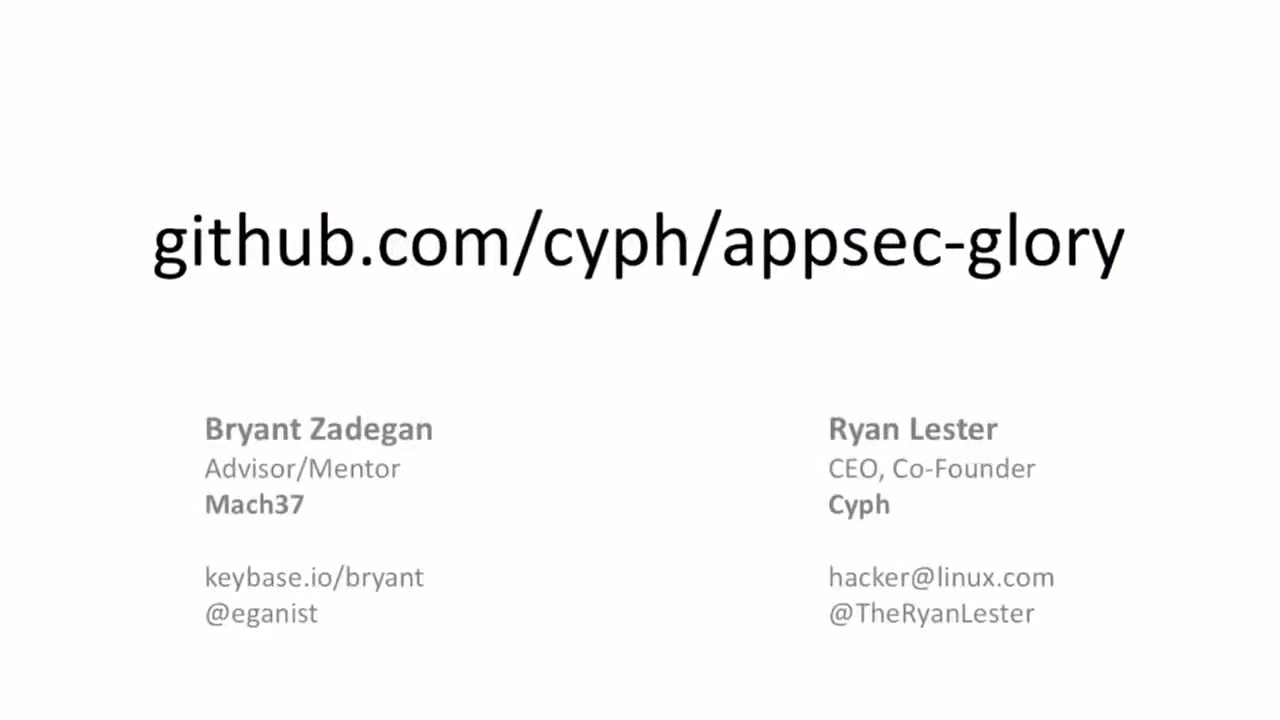 github.com/cyph/appsec-glory
Bryant Zadegan
Advisor/Mentor
Mach37
keybase.io/bryant
@eganist
Ryan Lester
CEO, Co-Founder
Cyph
hacker@linux.com
@TheRyanLester